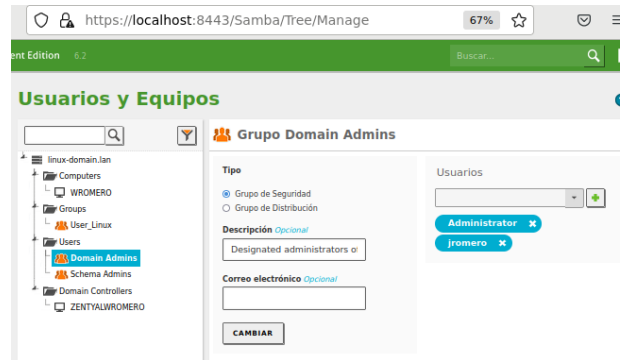 https://localhost:8443/Samba/Tree/Manage
67%
ent Edition 6.2
Buscar...
Usuarios y Equipos
linux-domain.lan
Computers
WROMERO
Groups
User_Linux
Users
Domain Admins
Schema Admins
Domain Controllers
ZENTYALWROMERO
Grupo Domain Admins
Tipo
Grupo de Seguridad
Grupo de Distribución
Descripción Opcional
Designated administrators o
Correo electrónico Opcional
CAMBIAR
Usuarios
Administrator x
jromero x